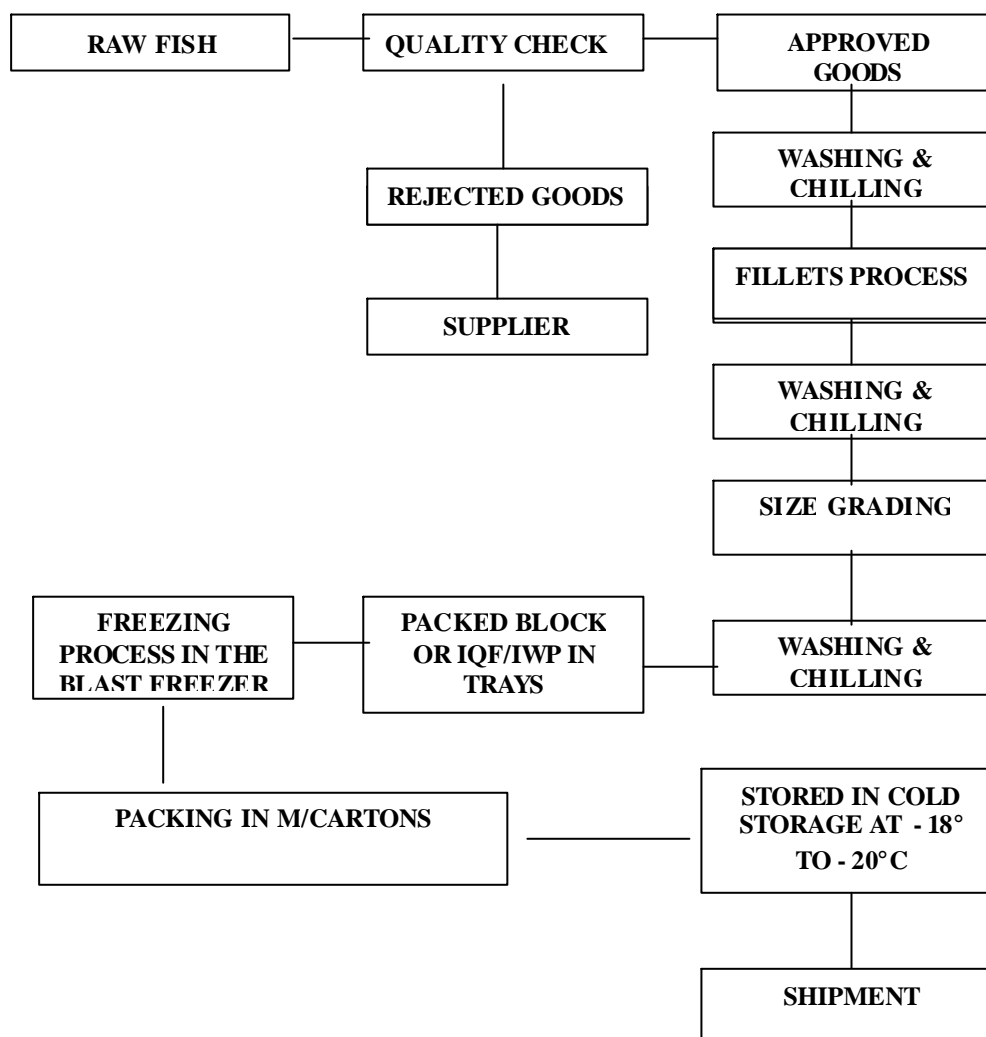 RAW FISH
QUALITY CHECK
APPROVED
GOODS
WASHING &
CHILLING
REJECTED GOODS
FILLETS PROCESS
SUPPLIER
WASHING &
CHILLING
SIZE GRADING
WASHING &
CHILLING
PACKED BLOCK
OR IQF/IWP IN
TRAYS
FREEZING
PROCESS IN THE
BLAST FREEZER
PACKING IN M/CARTONS
STORED IN COLD
STORAGE AT - 18°
TO - 20°C
SHIPMENT